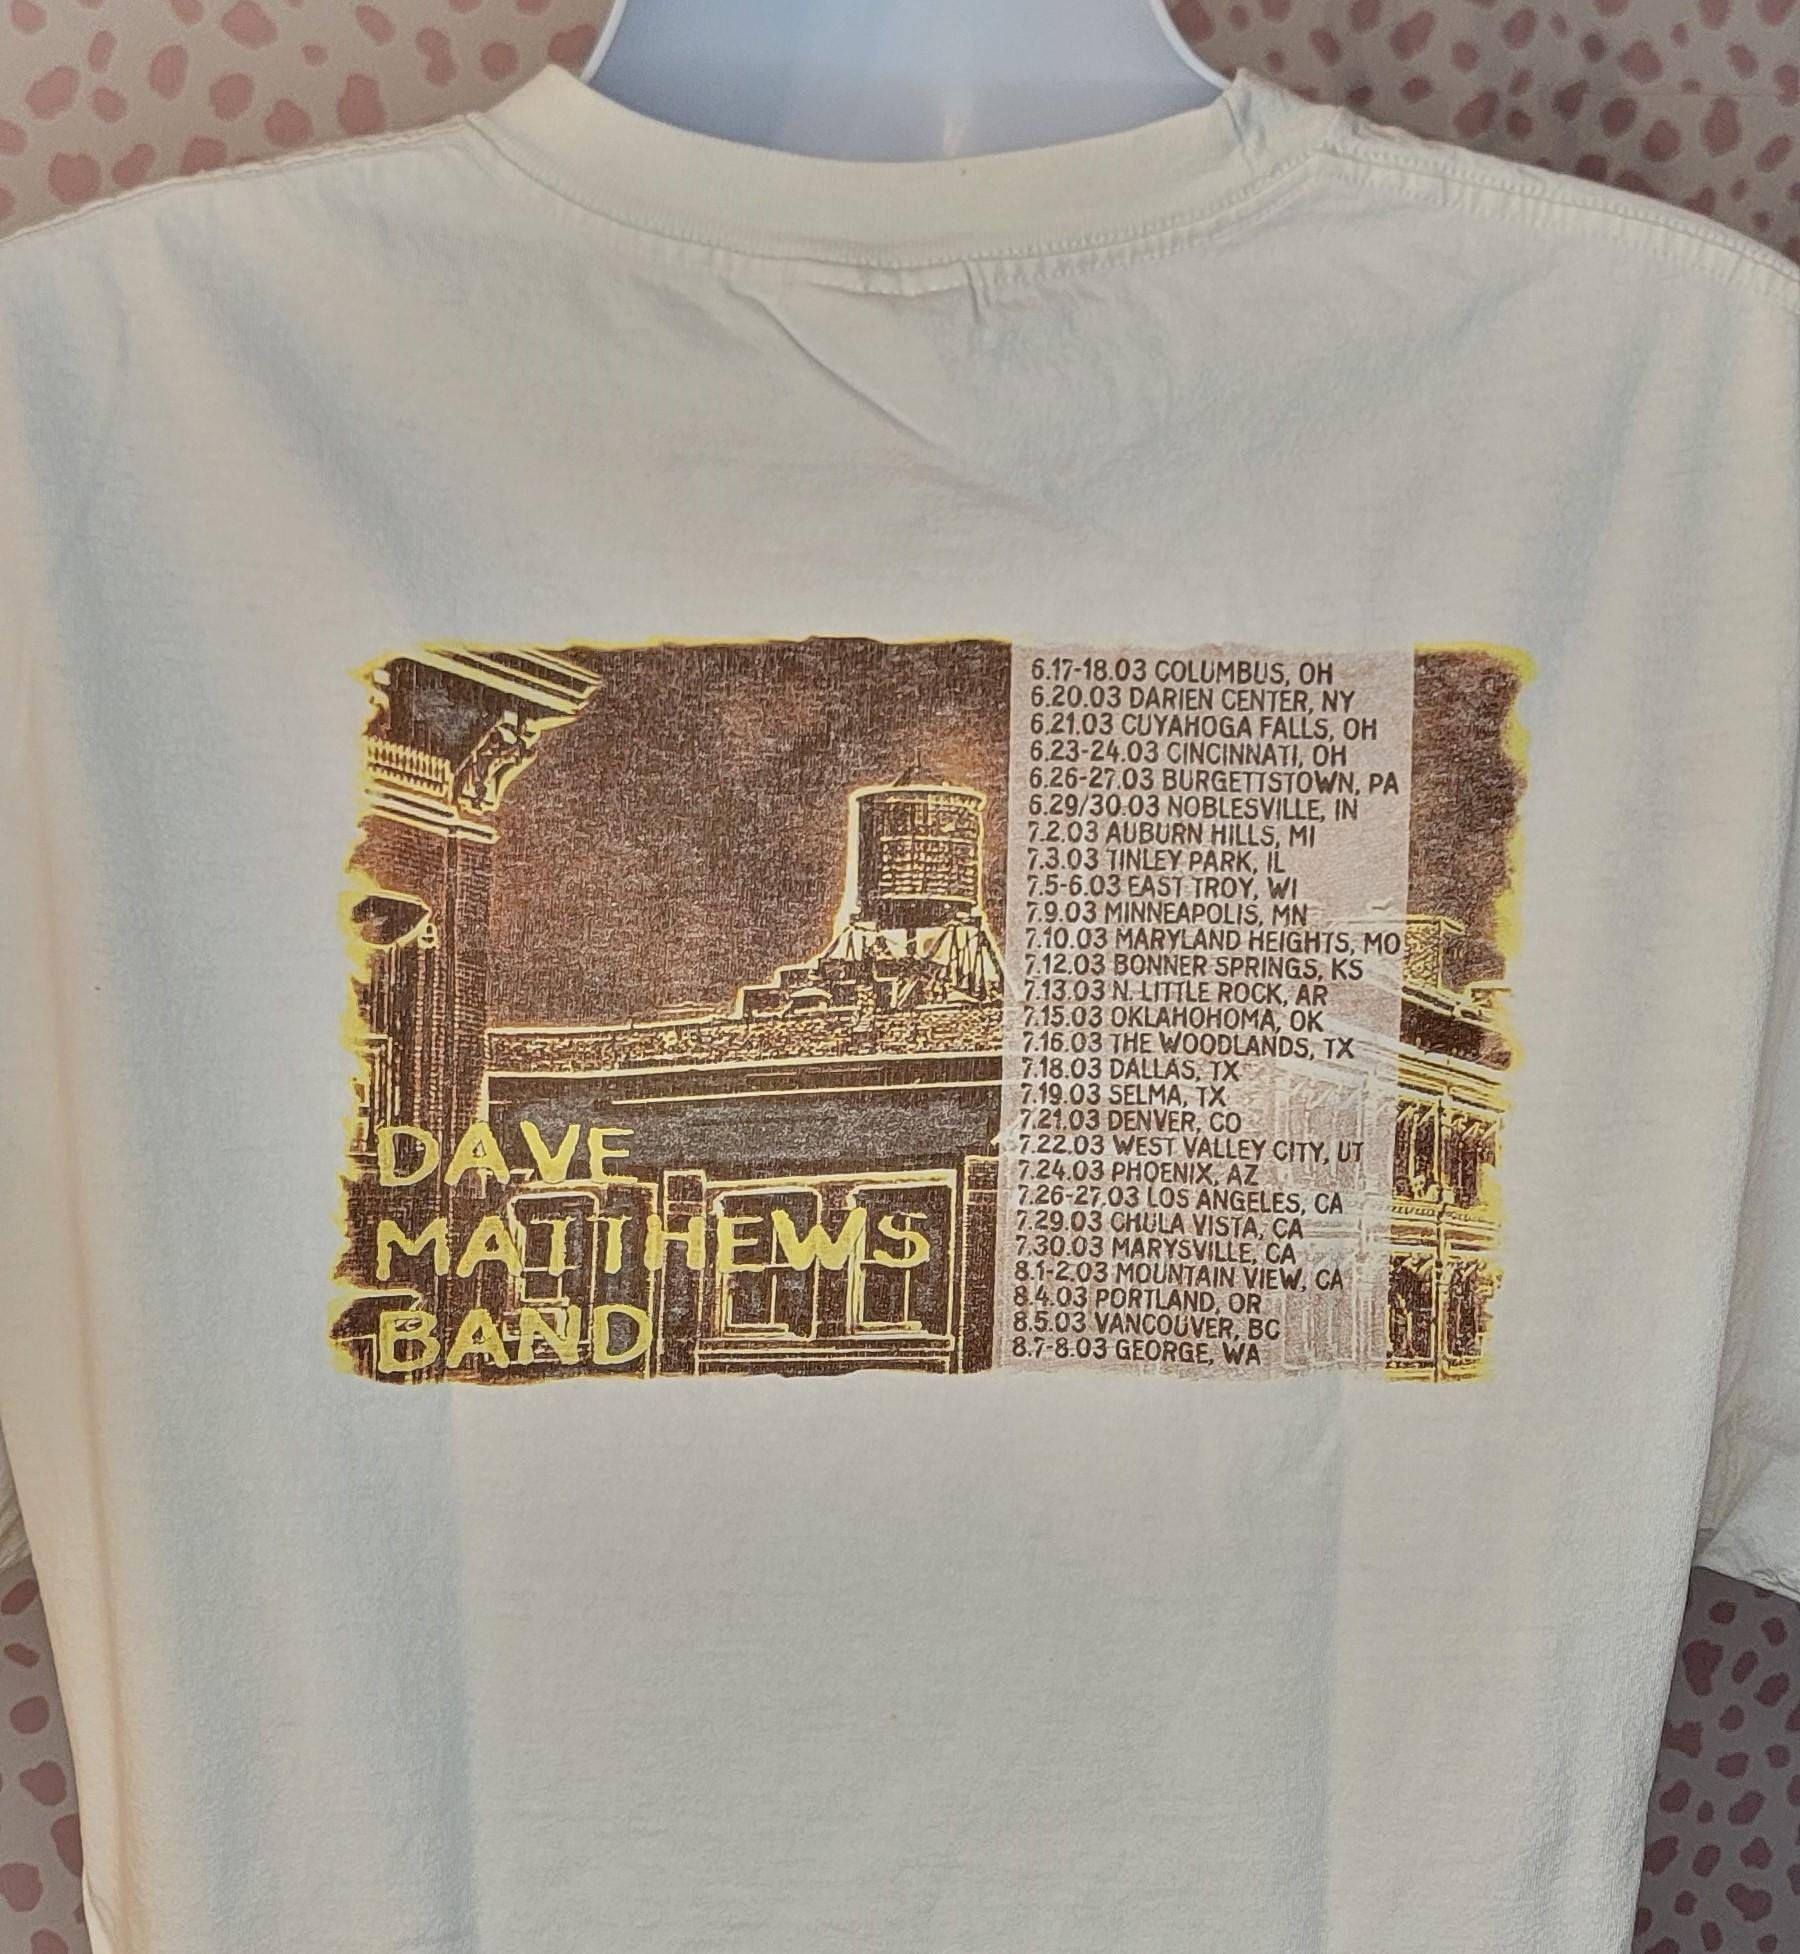 6.17-18.03 COLUMBUS, OH
6.20.03 DARIEN CENTER, NY
6.21.03 CUYAHOGA FALLS, OH
6.23-24.03 CINCINNATI, OH
6.26-27.03 BURGETTSTOWN, PA
6.29/30.03 NOBLESVILLE, IN
7.2.03 AUBURN HILLS, MI
7.3.03 TINLEY PARK, IL
7.5-6.03 EAST TROY, WI
7.9.03 MINNEAPOLIS, MN
7.10.03 MARYLAND HEIGHTS, MO
7.12.03 BONNER SPRINGS, KS
7.13.03 N. LITTLE ROCK, AR
7.15.03 OKLAHOHOMA, OK
7.16.03 THE WOODLANDS, TX
7.18.03 DALLAS, TX
7.19.03 SELMA, TX
7.21.03 DENVER, CO
7.22.03 WEST VALLEY CITY, UT
7.24.03 PHOENIX, AZ
7.26-27.03 LOS ANGELES, CA
7.29.03 CHULA VISTA, CA
7.30.03 MARYSVILLE, CA
8.1-2.03 MOUNTAIN VIEW, CA
8.4.03 PORTLAND, OR
8.5.03 VANCOUVER, BC
8.7-8.03 GEORGE, WA
DAVE
MATTHEWS
BAND